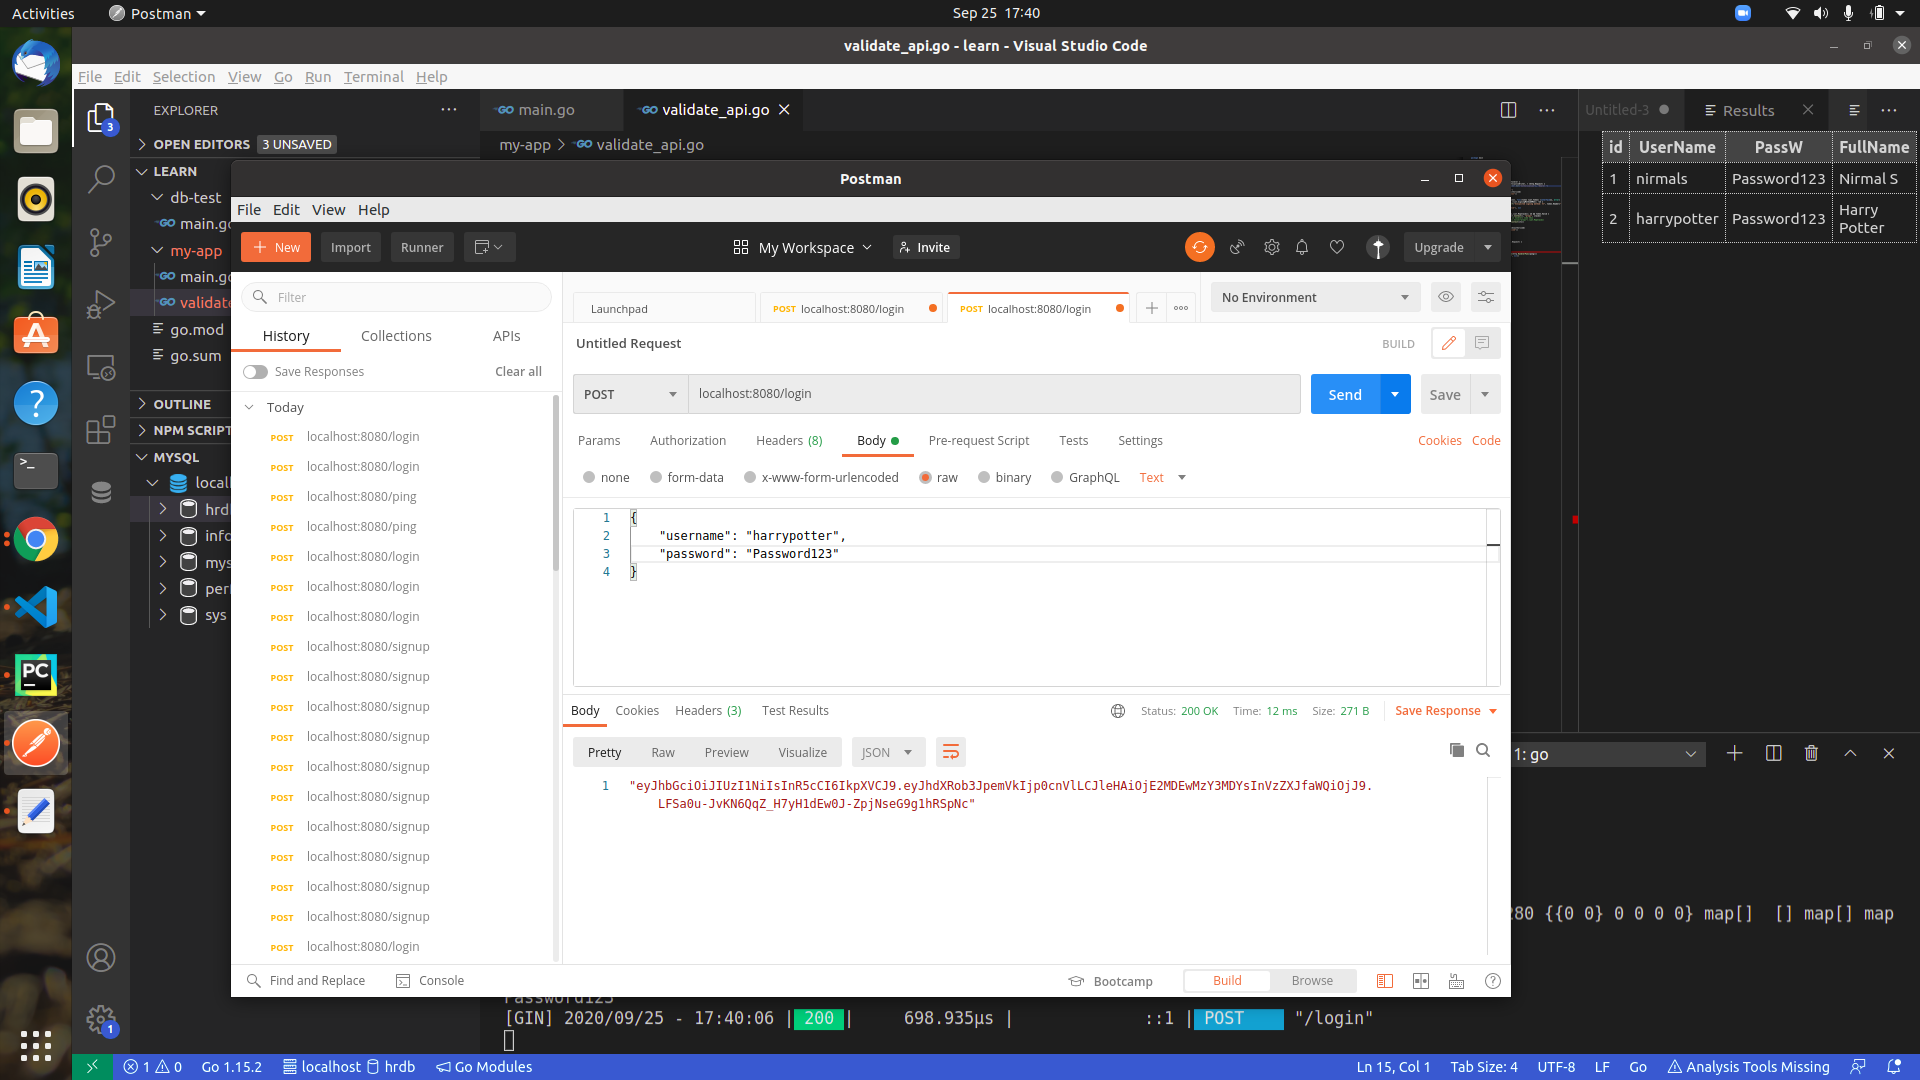 Activities
Postman
Sep 25 17:40
validate_api.go - learn - Visual Studio Code
File Edit Selection View Go Run Terminal Help
EXPLORER
3
OPEN EDITORS 3 UNSAVED
LEARN
db-test
my-app
go.mod
go.sum
OUTLINE
MYSQL
sys
main.go
validate_api.go
my-app > validate_api.go
Untitled-3
Results
id UserName PassW FullName
1 nirmals Password123 Nirmal S
2 harrypotter Password123 Harry Potter
Postman
File Edit View Help
New Import Runner
My Workspace Invite
Upgrade
Filter
History Collections APIs
Save Responses Clear all
Today
POST localhost:8080/login
POST localhost:8080/login
POST localhost:8080/ping
POST localhost:8080/ping
POST localhost:8080/login
POST localhost:8080/login
POST localhost:8080/login
POST localhost:8080/signup
POST localhost:8080/signup
POST localhost:8080/signup
POST localhost:8080/signup
POST localhost:8080/signup
POST localhost:8080/signup
POST localhost:8080/signup
POST localhost:8080/signup
POST localhost:8080/signup
POST localhost:8080/signup
POST localhost:8080/login
Launchpad
POST localhost:8080/login
POST localhost:8080/login
No Environment
Untitled Request
BUILD
POST
localhost:8080/login
Send
Save
Params Authorization Headers (8) Body Pre-request Script Tests Settings
Cookies Code
none form-data x-www-form-urlencoded raw binary GraphQL Text
1 {
2 "username": "harrypotter",
3 "password": "Password123"
4 }
Body Cookies Headers (3) Test Results
Status: 200 OK Time: 12 ms Size: 271 B Save Response
Pretty Raw Preview Visualize JSON
1 "eyJhbGciOiJIUzI1NiIsInR5cCI6IkpXVCJ9.eyJhdXRob3JpemVkIjp0cnVlLCJleHAiOjE2MDEwMzY3MDYsInVzZXJfaWQiOjJ9.
LFSa0u-JvKN6QqZ_H7yH1dEw0J-ZpjNseG9g1hRSpNc"
Find and Replace Console
Bootcamp Build Browse
1: go
280 {{0 0} 0 0 0 0} map[] [] map[] map
Password123
[GIN] 2020/09/25 - 17:40:06 | 200 | 698.935µs | ::1 | POST "/login"
1
1 0 Go 1.15.2 localhost hrdb Go Modules
Ln 15, Col 1 Tab Size: 4 UTF-8 LF Go Analysis Tools Missing
PC